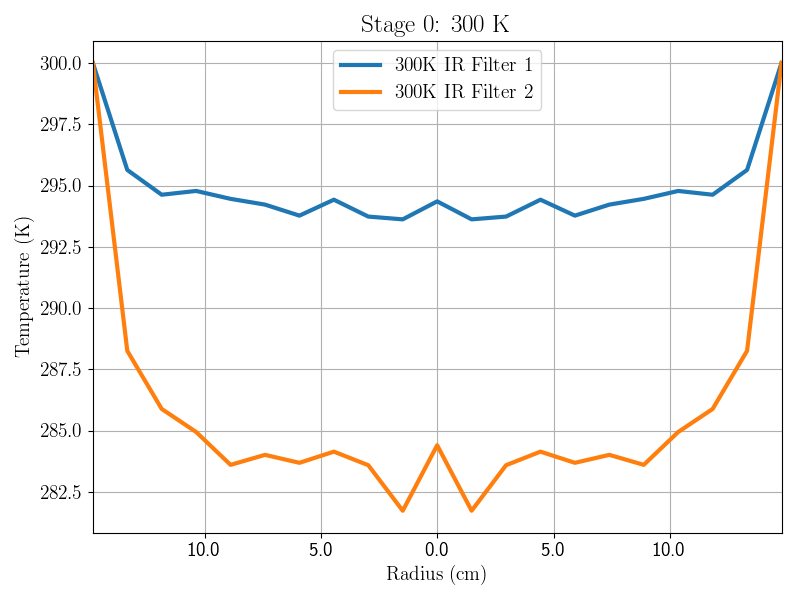 Stage 0: 300 K
300K IR Filter 1
300K IR Filter 2
Temperature (K)
300.0
297.5
295.0
292.5
290.0
287.5
285.0
282.5
10.0 5.0 0.0 5.0 10.0
Radius (cm)